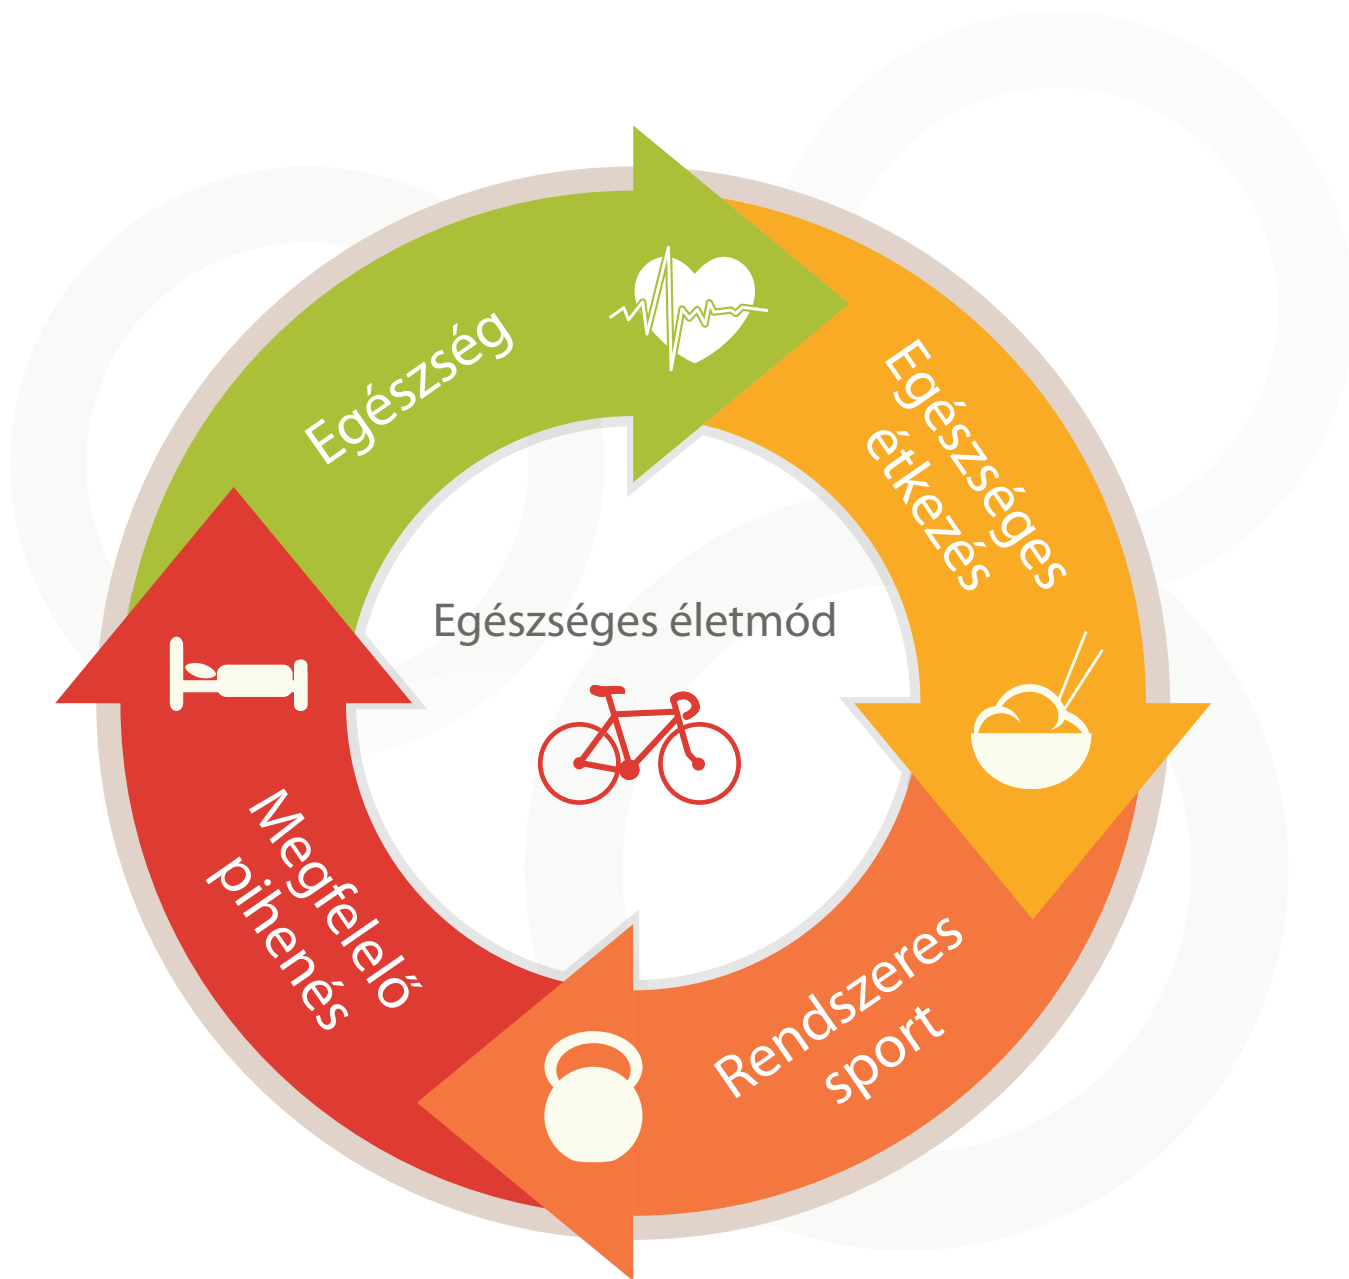 Egészség
Egészséges
étkezés
Egészséges életmód
Megfelelő
pihenés
Rendszeres
sport